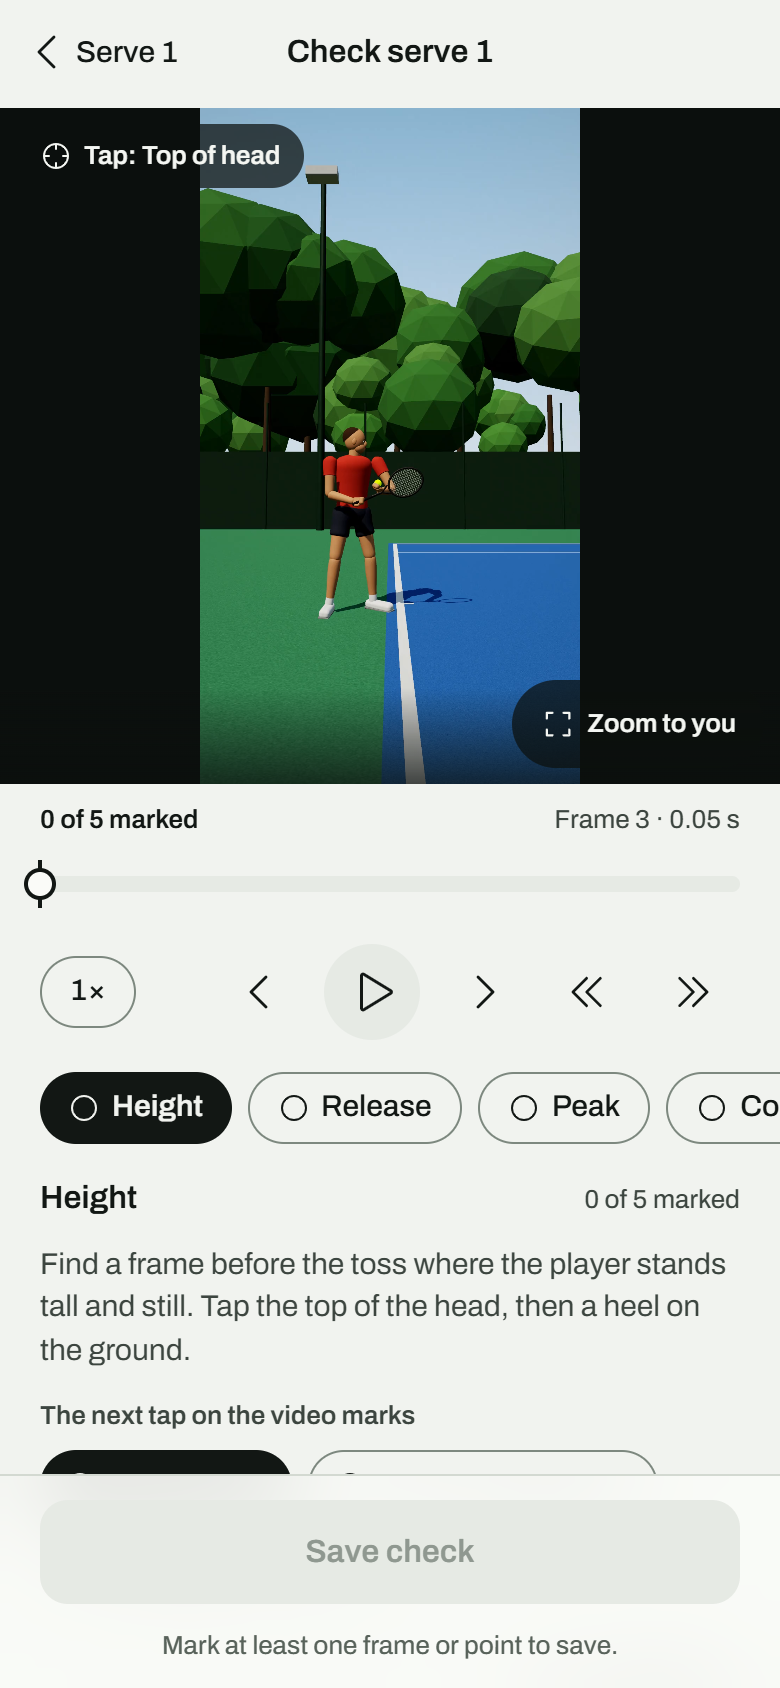 Serve 1
Check serve 1
Tap: Top of head
Zoom to you
0 of 5 marked
Frame 3 · 0.05 s
1×
Height
Release
Peak
Co
Height
0 of 5 marked
Find a frame before the toss where the player stands
tall and still. Tap the top of the head, then a heel on
the ground.
The next tap on the video marks
Save check
Mark at least one frame or point to save.